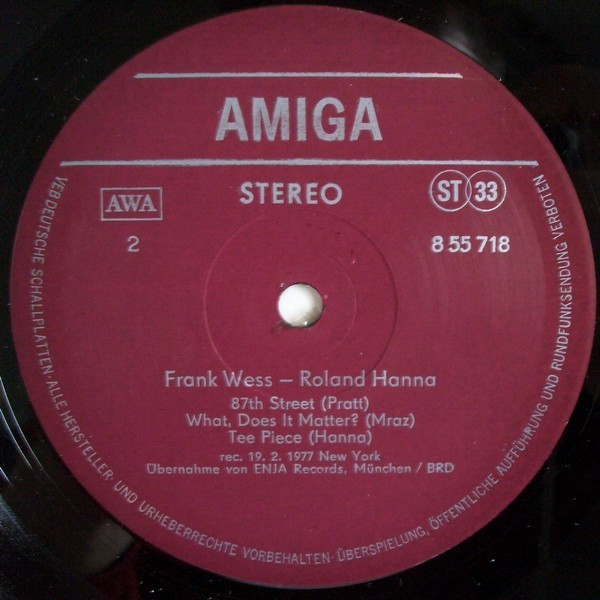 AMIGA
AWA
STEREO
ST 33
2
8 55 718
Frank Wess – Roland Hanna
87th Street (Pratt)
What, Does It Matter? (Mraz)
Tee Piece (Hanna)
rec. 19. 2. 1977 New York
Übernahme von ENJA Records, München / BRD
VEB DEUTSCHE SCHALLPLATTEN · ALLE HERSTELLER- UND URHEBERRECHTE VORBEHALTEN · ÜBERSPIELUNG, ÖFFENTLICHE AUFFÜHRUNG UND RUNDFUNKSENDUNG VERBOTEN